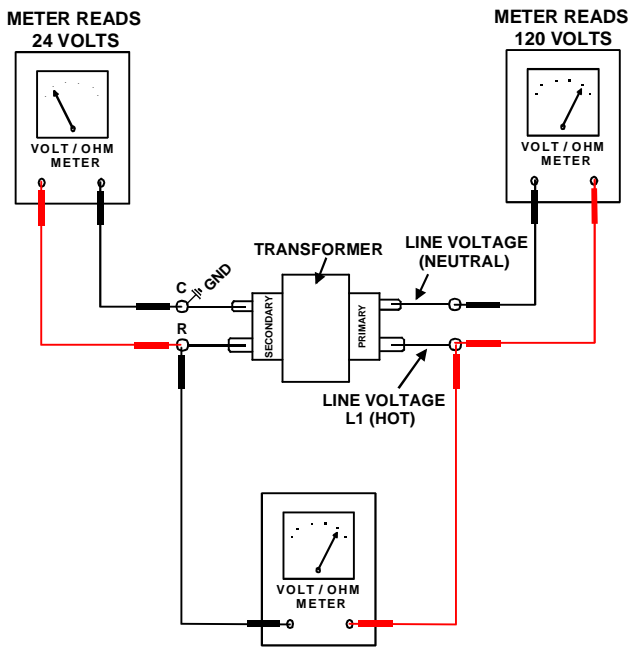 METER READS
24 VOLTS
METER READS
120 VOLTS
VOLT / OHM
METER
VOLT / OHM
METER
TRANSFORMER
LINE VOLTAGE
(NEUTRAL)
C
GND
R
SECONDARY
PRIMARY
LINE VOLTAGE
L1 (HOT)
VOLT / OHM
METER